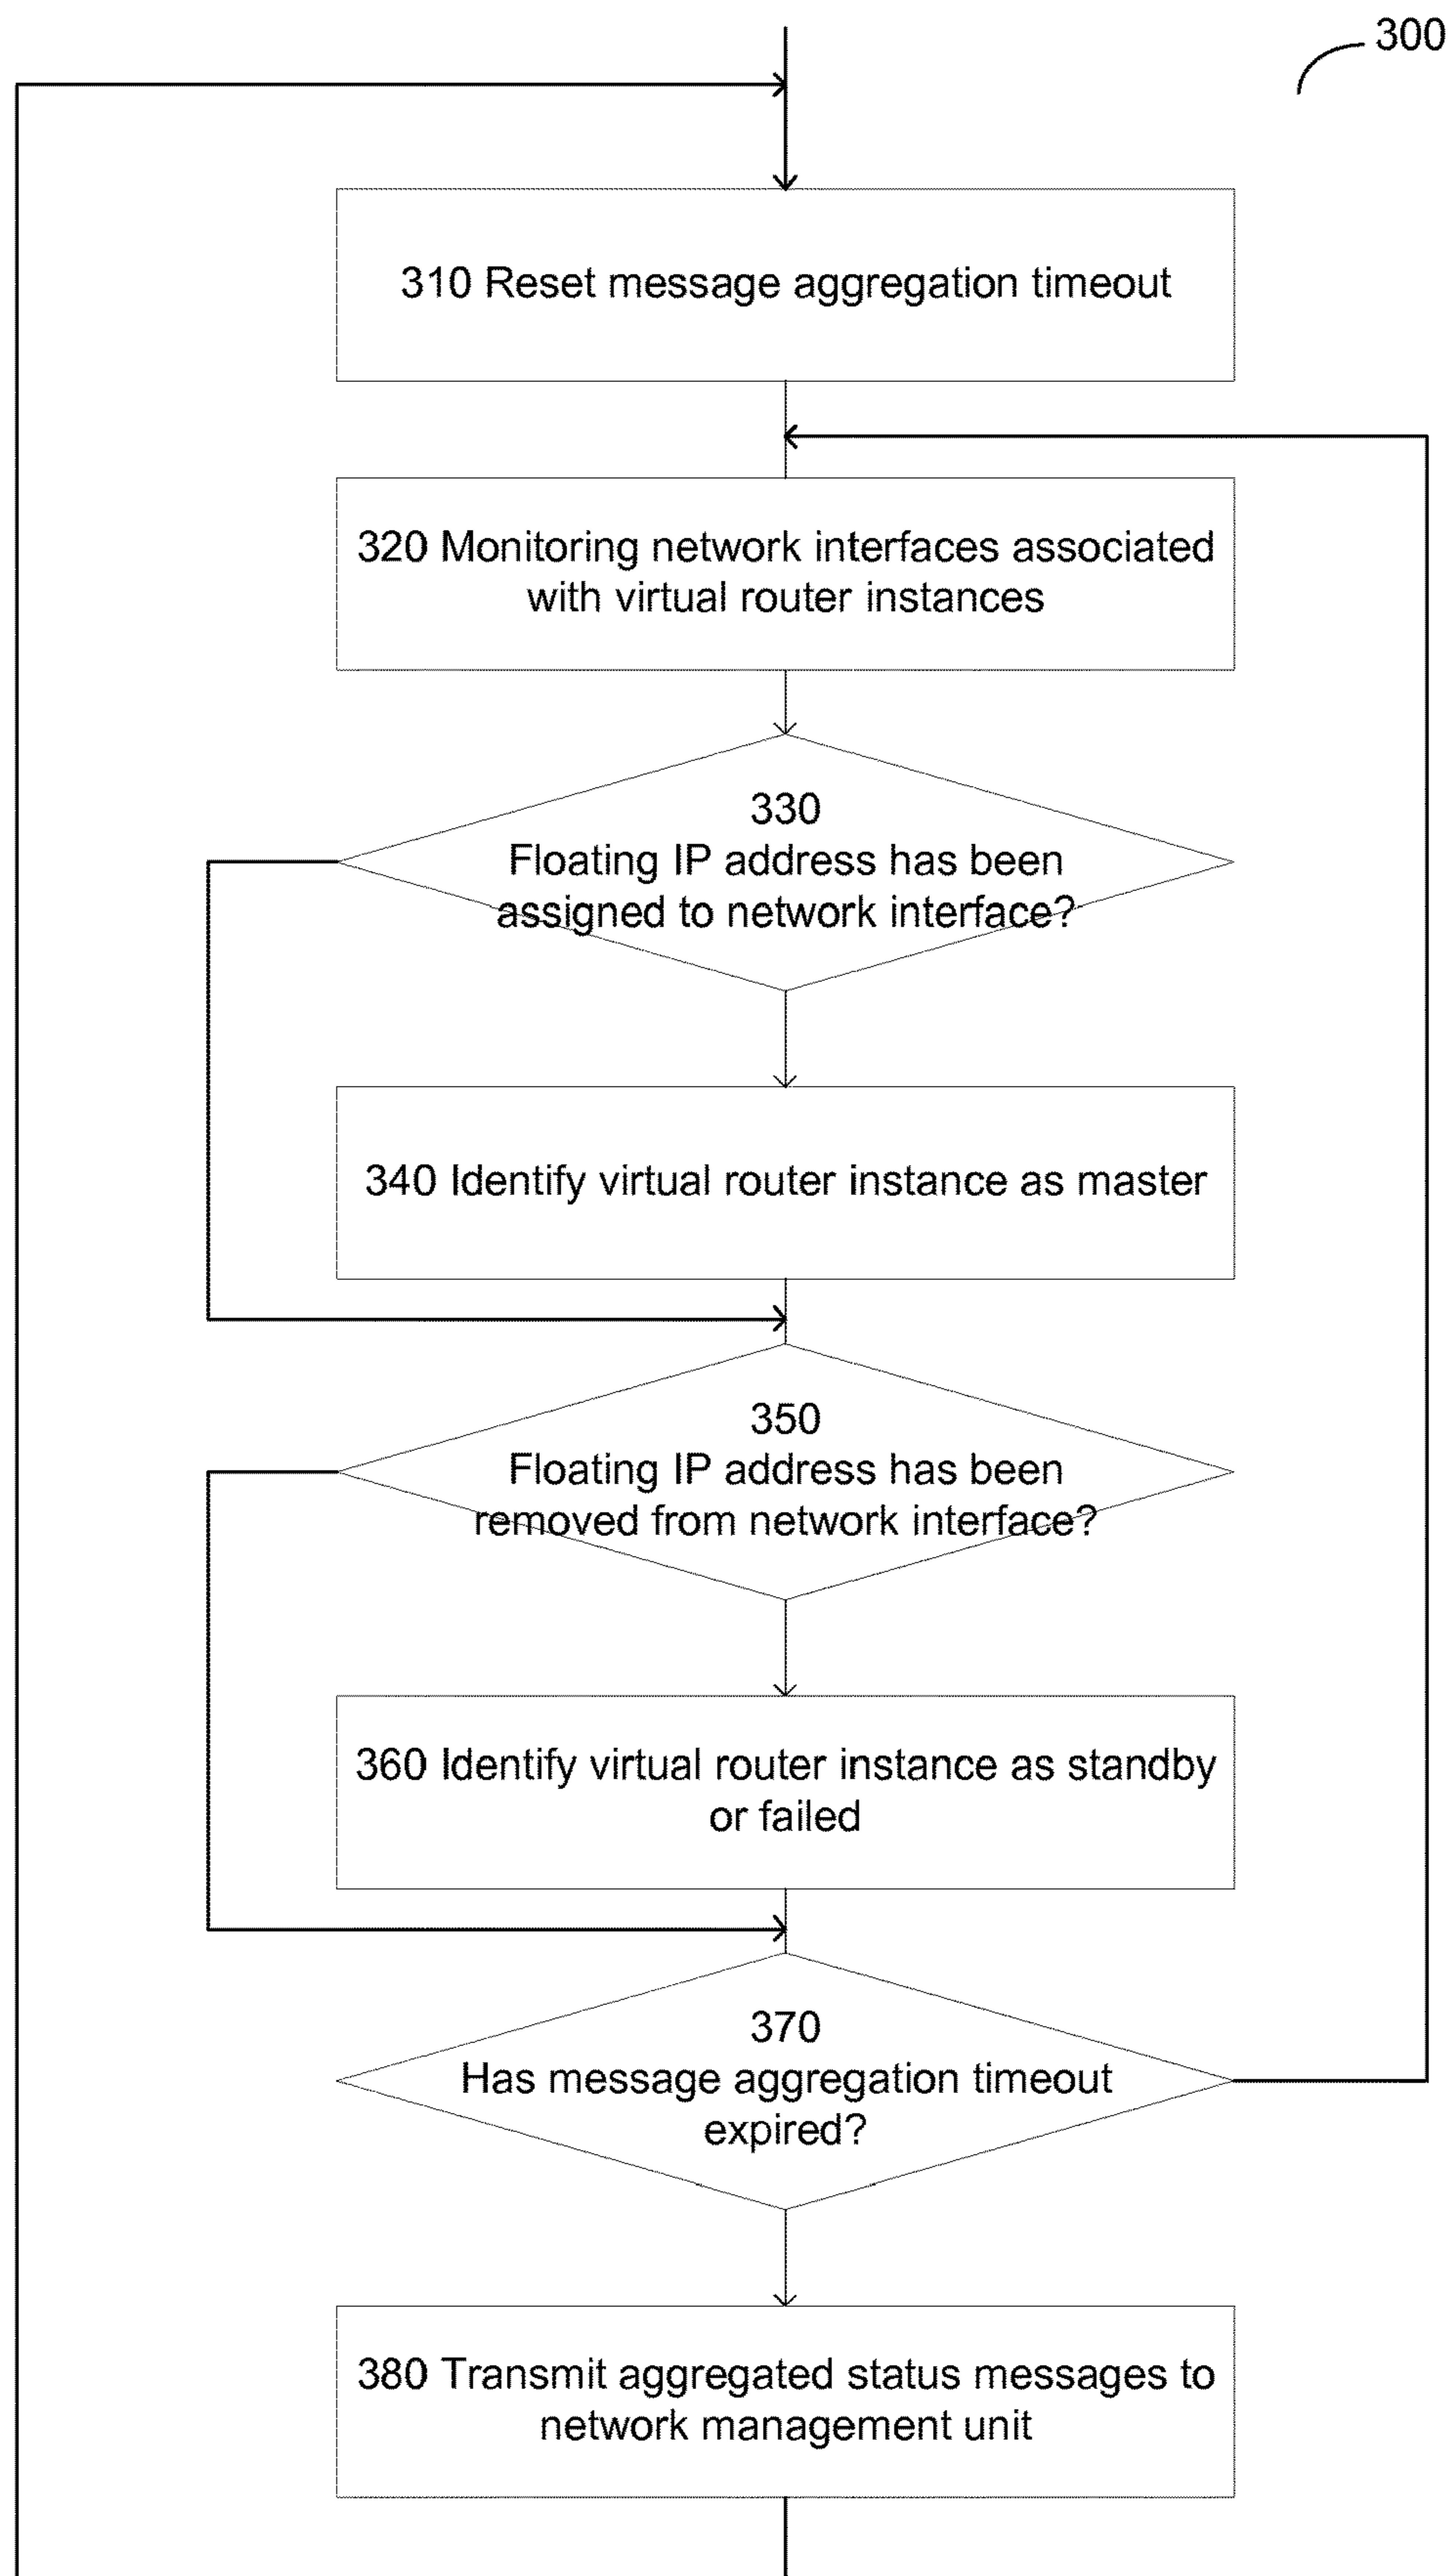 300
310 Reset message aggregation timeout
320 Monitoring network interfaces associated
with virtual router instances
330
Floating IP address has been
assigned to network interface?
340 Identify virtual router instance as master
350
Floating IP address has been
removed from network interface?
360 Identify virtual router instance as standby
or failed
370
Has message aggregation timeout
expired?
380 Transmit aggregated status messages to
network management unit